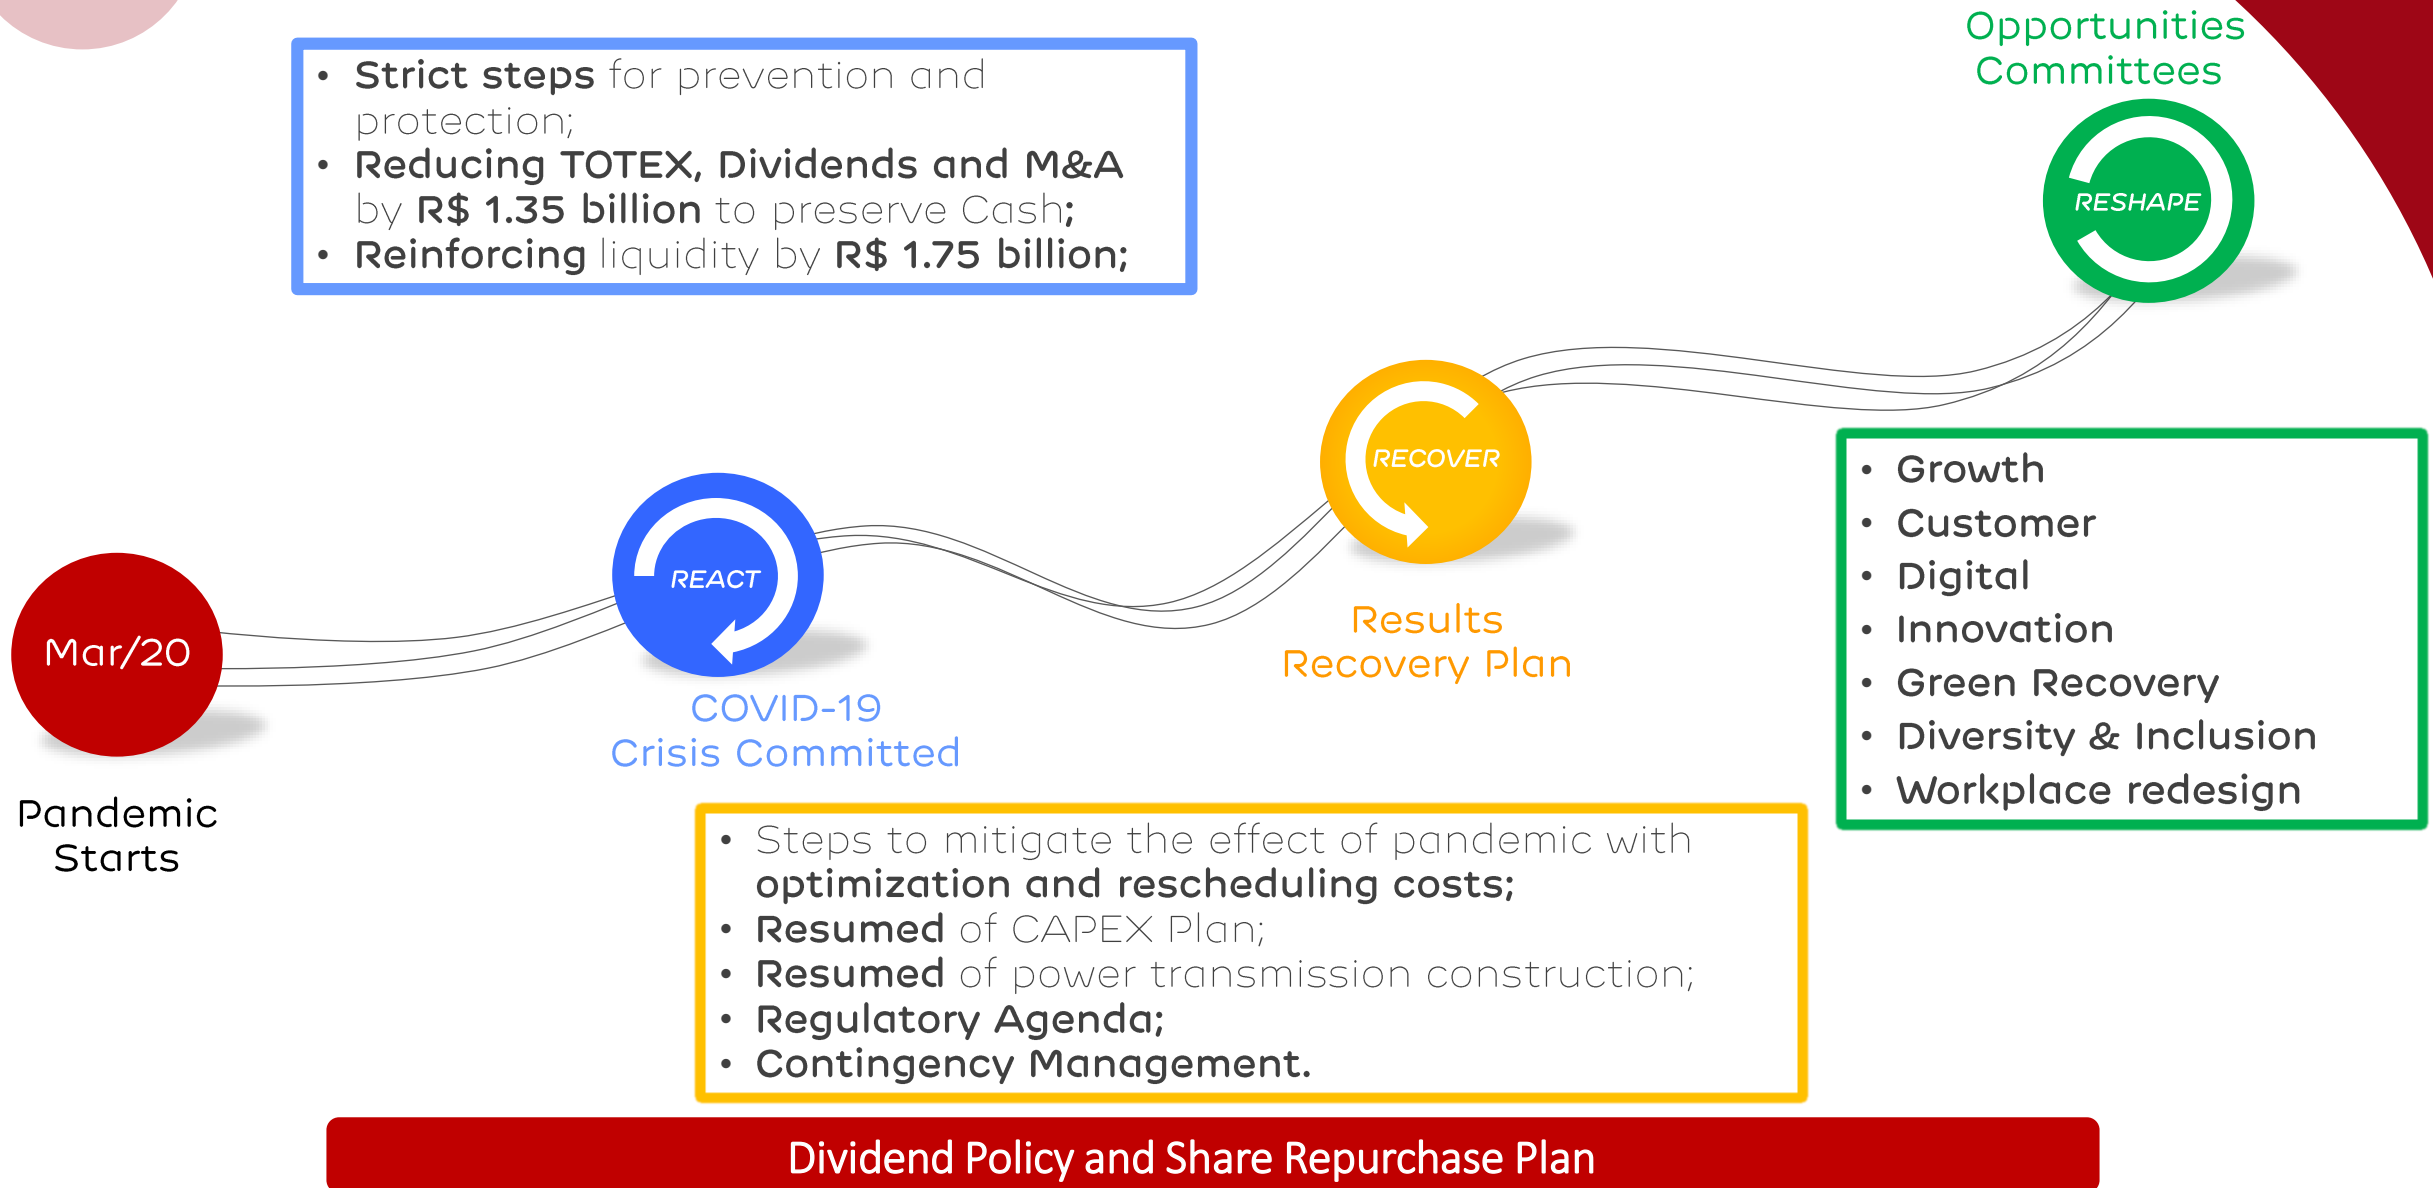 Opportunities
Committees
• Strict steps for prevention and
protection;
• Reducing TOTEX, Dividends and M&A
by R$ 1.35 billion to preserve Cash;
• Reinforcing liquidity by R$ 1.75 billion;
RESHAPE
RECOVER
Results
Recovery Plan
• Growth
• Customer
• Digital
• Innovation
• Green Recovery
• Diversity & Inclusion
• Workplace redesign
REACT
COVID-19
Crisis Committed
Mar/20
Pandemic
Starts
• Steps to mitigate the effect of pandemic with
optimization and rescheduling costs;
• Resumed of CAPEX Plan;
• Resumed of power transmission construction;
• Regulatory Agenda;
• Contingency Management.
Dividend Policy and Share Repurchase Plan